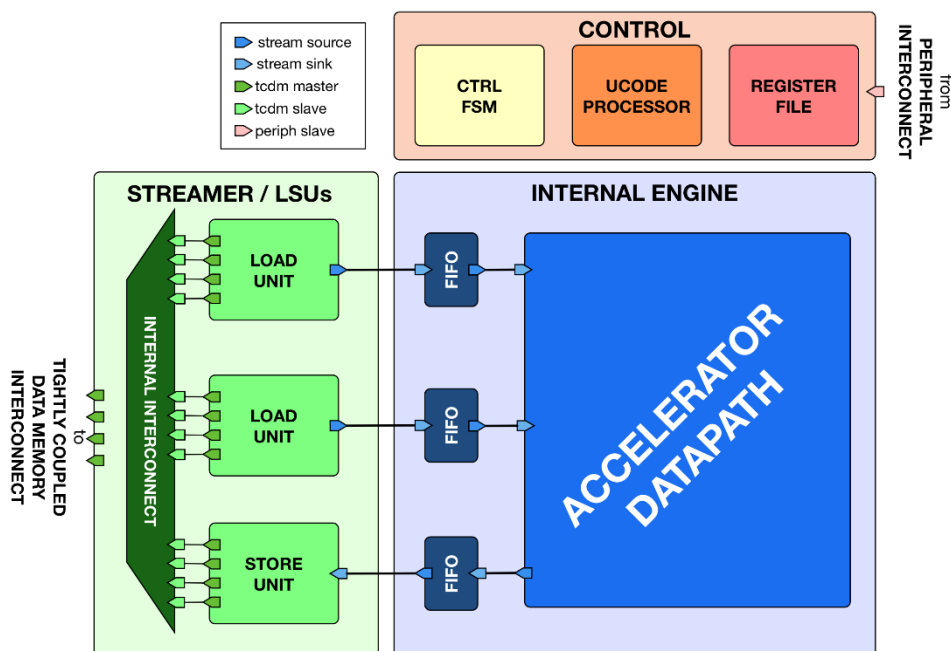 stream source
stream sink
tcdm master
tcdm slave
periph slave
CONTROL
CTRL
FSM
UCODE
PROCESSOR
REGISTER
FILE
from
PERIPHERAL
INTERCONNECT
STREAMER / LSUs
LOAD
UNIT
LOAD
UNIT
STORE
UNIT
INTERNAL INTERCONNECT
TIGHTLY COUPLED
DATA MEMORY
INTERCONNECT
to
INTERNAL ENGINE
FIFO
FIFO
FIFO
ACCELERATOR
DATAPATH